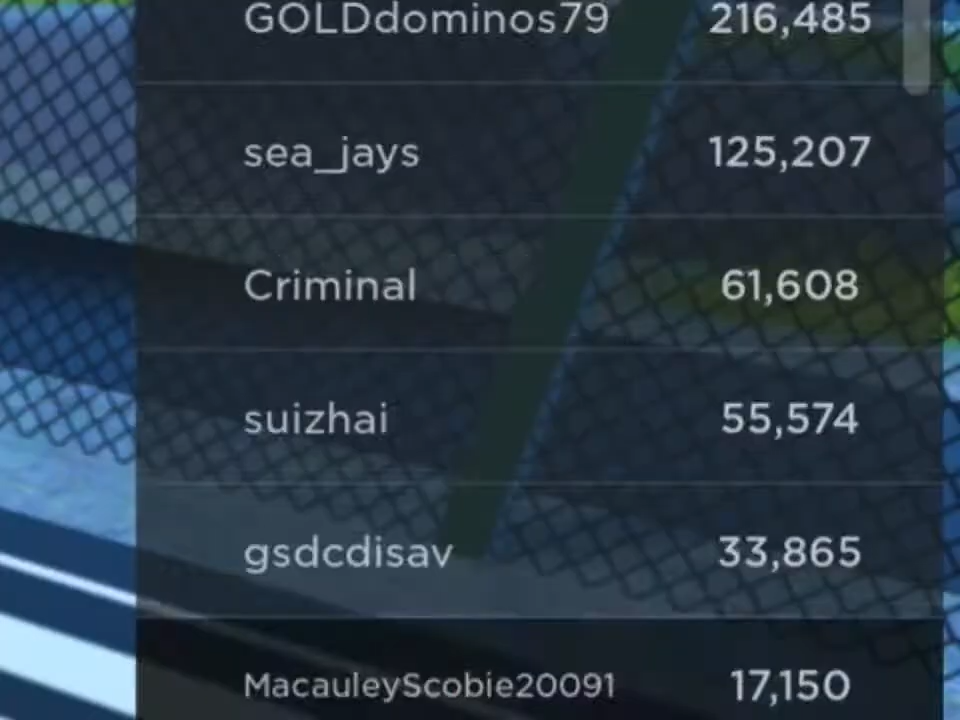 GOLDdominos79 216,485
sea_jays 125,207
Criminal 61,608
suizhai 55,574
gsdcdisav 33,865
MacauleyScobie20091 17,150